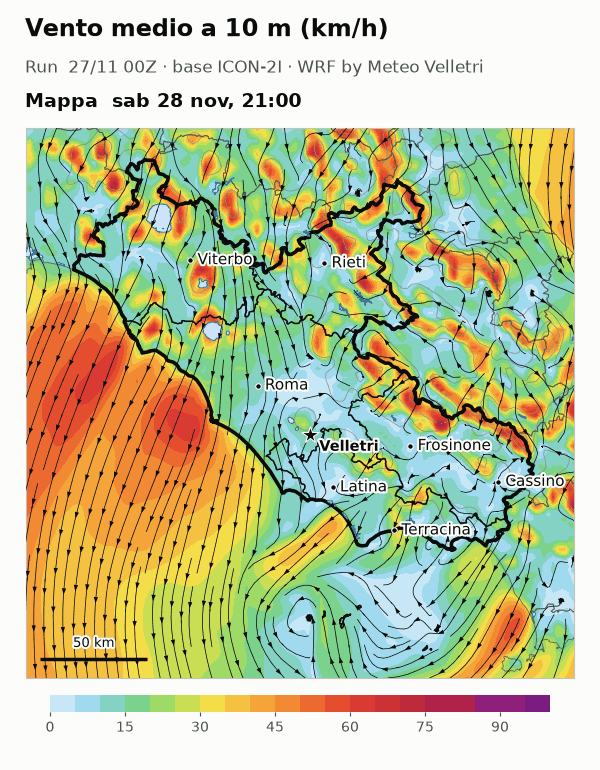 Vento medio a 10 m (km/h)
Run  27/11 00Z · base ICON-2I · WRF by Meteo Velletri
Mappa  sab 28 nov, 21:00
Viterbo
Rieti
Roma
Velletri
Frosinone
Cassino
Latina
Terracina
50 km
0 15 30 45 60 75 90